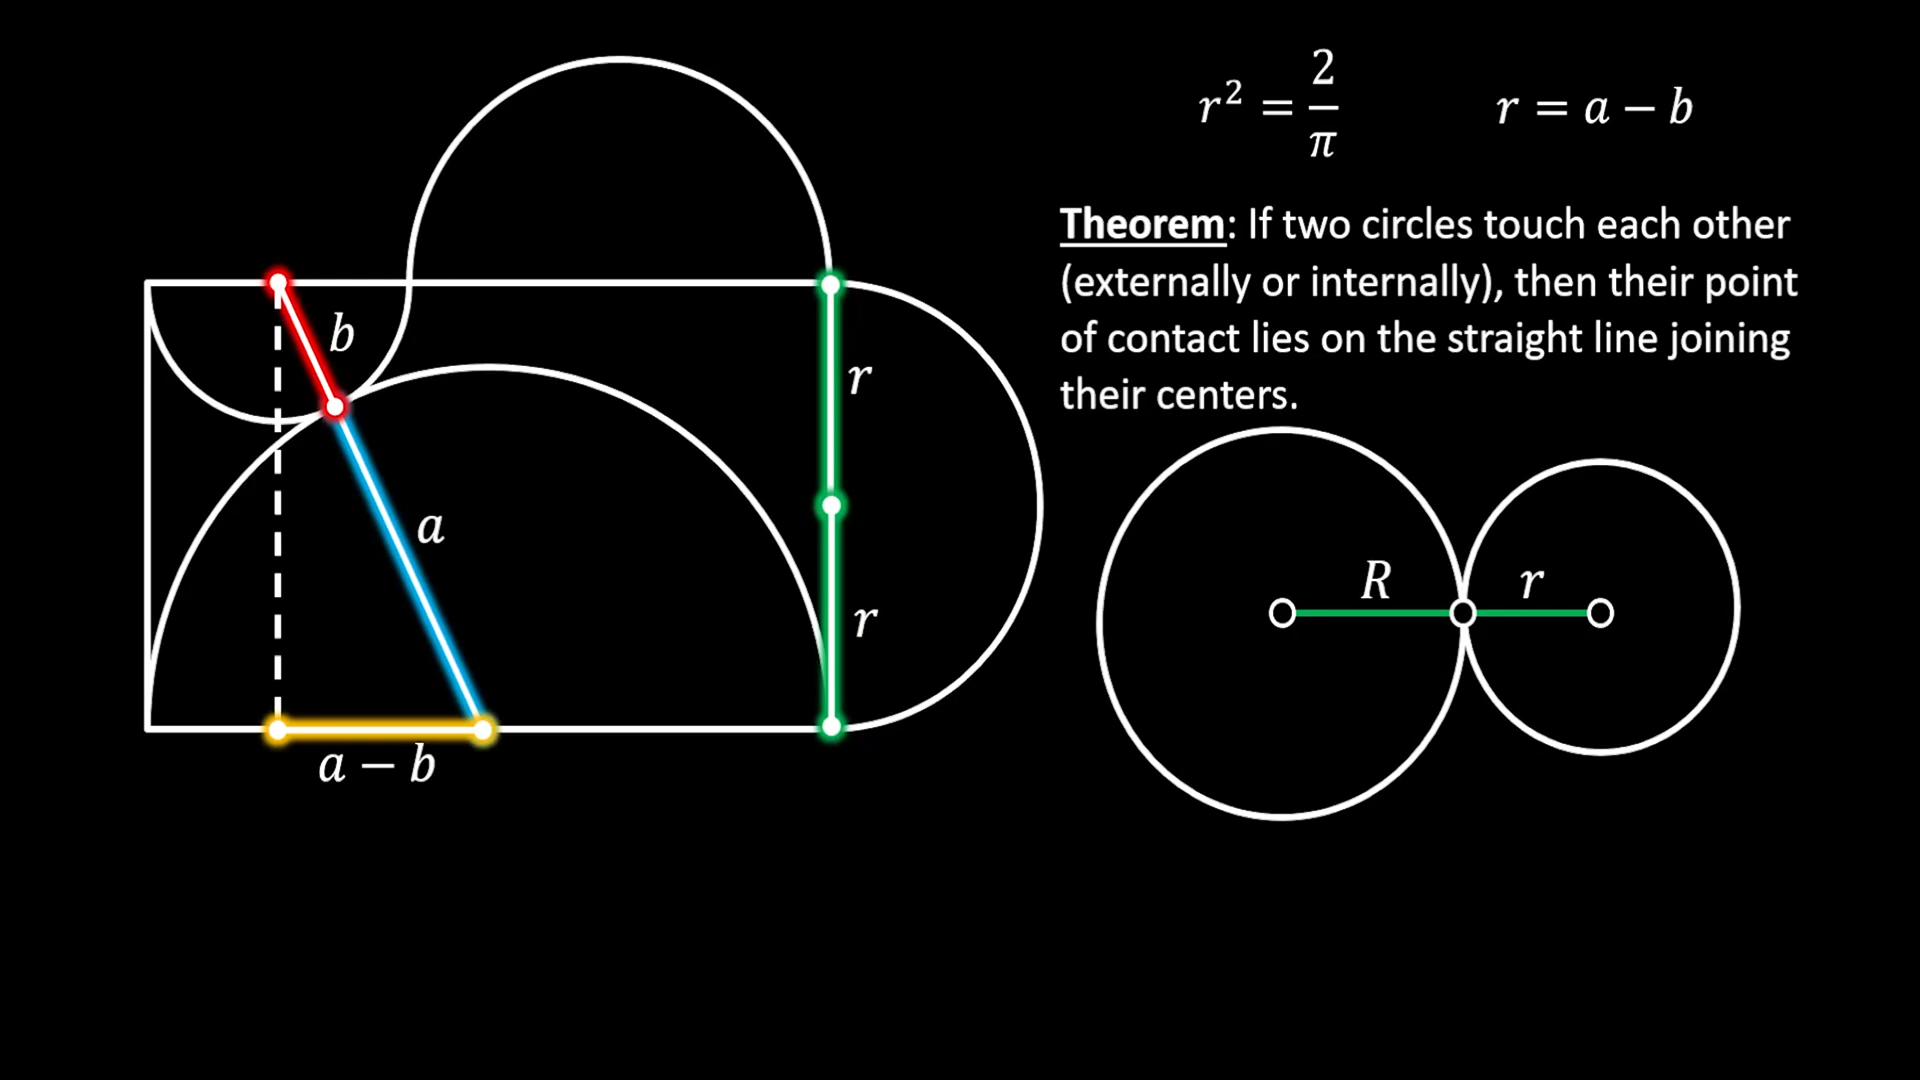 r² = 2/π
r = a − b
Theorem: If two circles touch each other
(externally or internally), then their point
of contact lies on the straight line joining
their centers.
b
r
a
r
a − b
R
r